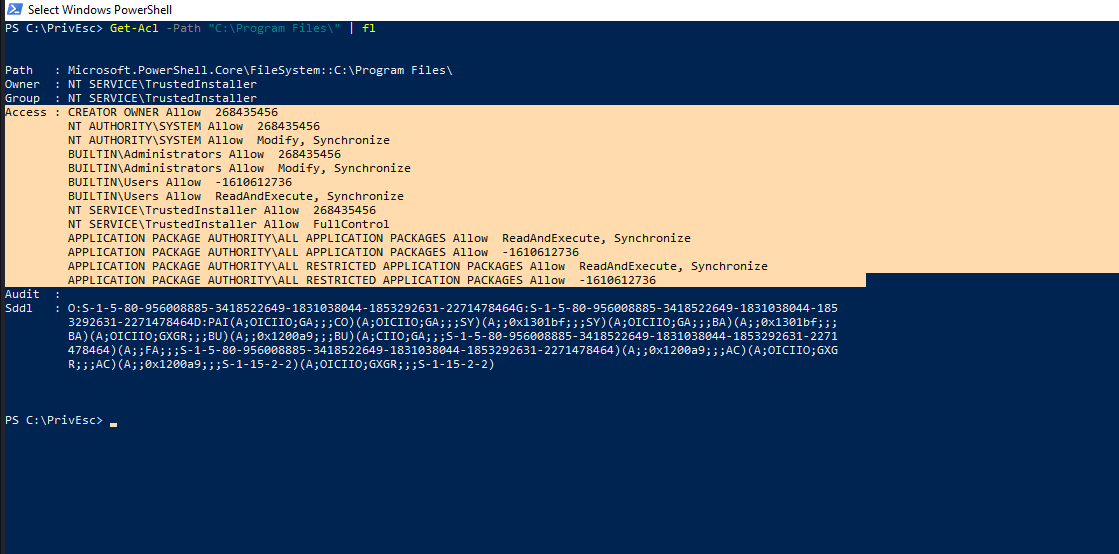 Select Windows PowerShell
PS C:\PrivEsc> Get-Acl -Path "C:\Program Files\" | fl
Path   : Microsoft.PowerShell.Core\FileSystem::C:\Program Files\
Owner  : NT SERVICE\TrustedInstaller
Group  : NT SERVICE\TrustedInstaller
Access : CREATOR OWNER Allow  268435456
         NT AUTHORITY\SYSTEM Allow  268435456
         NT AUTHORITY\SYSTEM Allow  Modify, Synchronize
         BUILTIN\Administrators Allow  268435456
         BUILTIN\Administrators Allow  Modify, Synchronize
         BUILTIN\Users Allow  -1610612736
         BUILTIN\Users Allow  ReadAndExecute, Synchronize
         NT SERVICE\TrustedInstaller Allow  268435456
         NT SERVICE\TrustedInstaller Allow  FullControl
         APPLICATION PACKAGE AUTHORITY\ALL APPLICATION PACKAGES Allow  ReadAndExecute, Synchronize
         APPLICATION PACKAGE AUTHORITY\ALL APPLICATION PACKAGES Allow  -1610612736
         APPLICATION PACKAGE AUTHORITY\ALL RESTRICTED APPLICATION PACKAGES Allow  ReadAndExecute, Synchronize
         APPLICATION PACKAGE AUTHORITY\ALL RESTRICTED APPLICATION PACKAGES Allow  -1610612736
Audit  :
Sddl   : O:S-1-5-80-956008885-3418522649-1831038044-1853292631-2271478464G:S-1-5-80-956008885-3418522649-1831038044-185
         3292631-2271478464D:PAI(A;OICIIO;GA;;;CO)(A;OICIIO;GA;;;SY)(A;;0x1301bf;;;SY)(A;OICIIO;GA;;;BA)(A;;0x1301bf;;;
         BA)(A;OICIIO;GXGR;;;BU)(A;;0x1200a9;;;BU)(A;CIIO;GA;;;S-1-5-80-956008885-3418522649-1831038044-1853292631-2271
         478464)(A;;FA;;;S-1-5-80-956008885-3418522649-1831038044-1853292631-2271478464)(A;;0x1200a9;;;AC)(A;OICIIO;GXG
         R;;;AC)(A;;0x1200a9;;;S-1-15-2-2)(A;OICIIO;GXGR;;;S-1-15-2-2)
PS C:\PrivEsc>